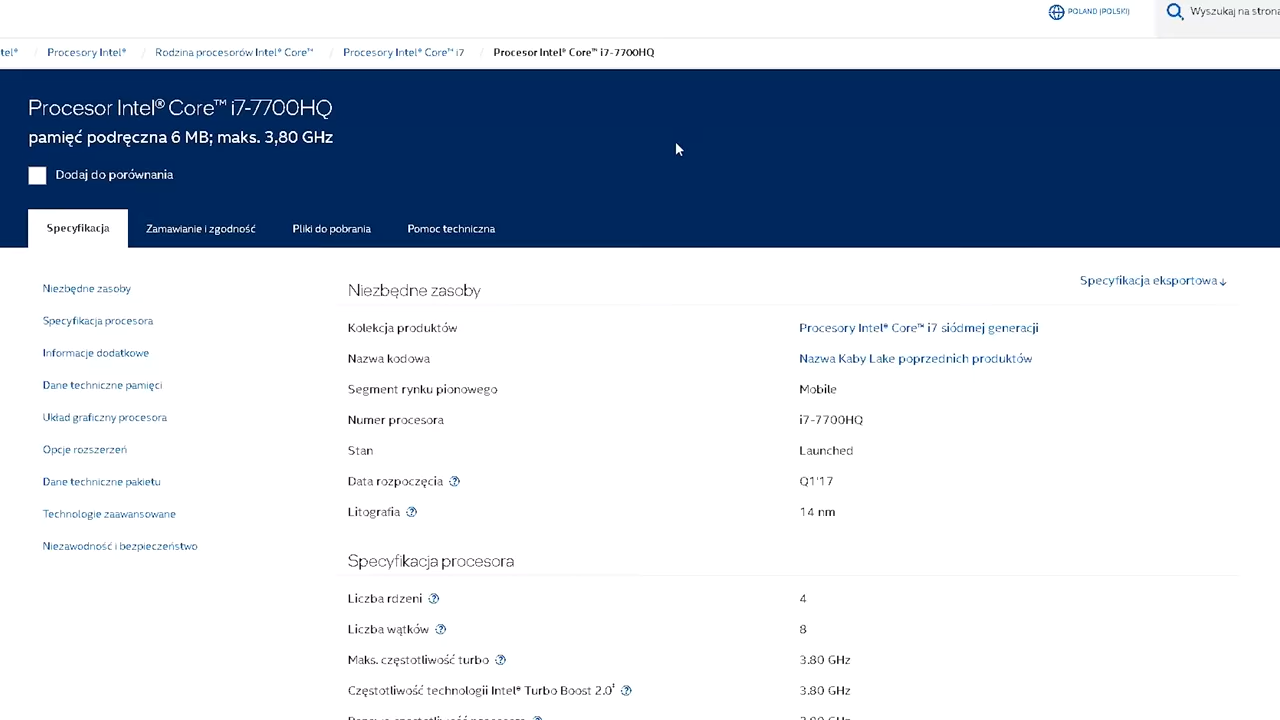 POLAND (POLSKI)
Wyszukaj na strona
tel®
Procesory Intel®
Rodzina procesorów Intel® Core™
Procesory Intel® Core™ i7
Procesor Intel® Core™ i7-7700HQ
Procesor Intel® Core™ i7-7700HQ
pamięć podręczna 6 MB; maks. 3,80 GHz
Dodaj do porównania
Specyfikacja
Zamawianie i zgodność
Pliki do pobrania
Pomoc techniczna
Niezbędne zasoby
Specyfikacja procesora
Informacje dodatkowe
Dane techniczne pamięci
Układ graficzny procesora
Opcje rozszerzeń
Dane techniczne pakietu
Technologie zaawansowane
Niezawodność i bezpieczeństwo
Specyfikacja eksportowa
Niezbędne zasoby
Kolekcja produktów Procesory Intel® Core™ i7 siódmej generacji
Nazwa kodowa Nazwa Kaby Lake poprzednich produktów
Segment rynku pionowego Mobile
Numer procesora i7-7700HQ
Stan Launched
Data rozpoczęcia Q1'17
Litografia 14 nm
Specyfikacja procesora
Liczba rdzeni 4
Liczba wątków 8
Maks. częstotliwość turbo 3.80 GHz
Częstotliwość technologii Intel® Turbo Boost 2.0‡ 3.80 GHz